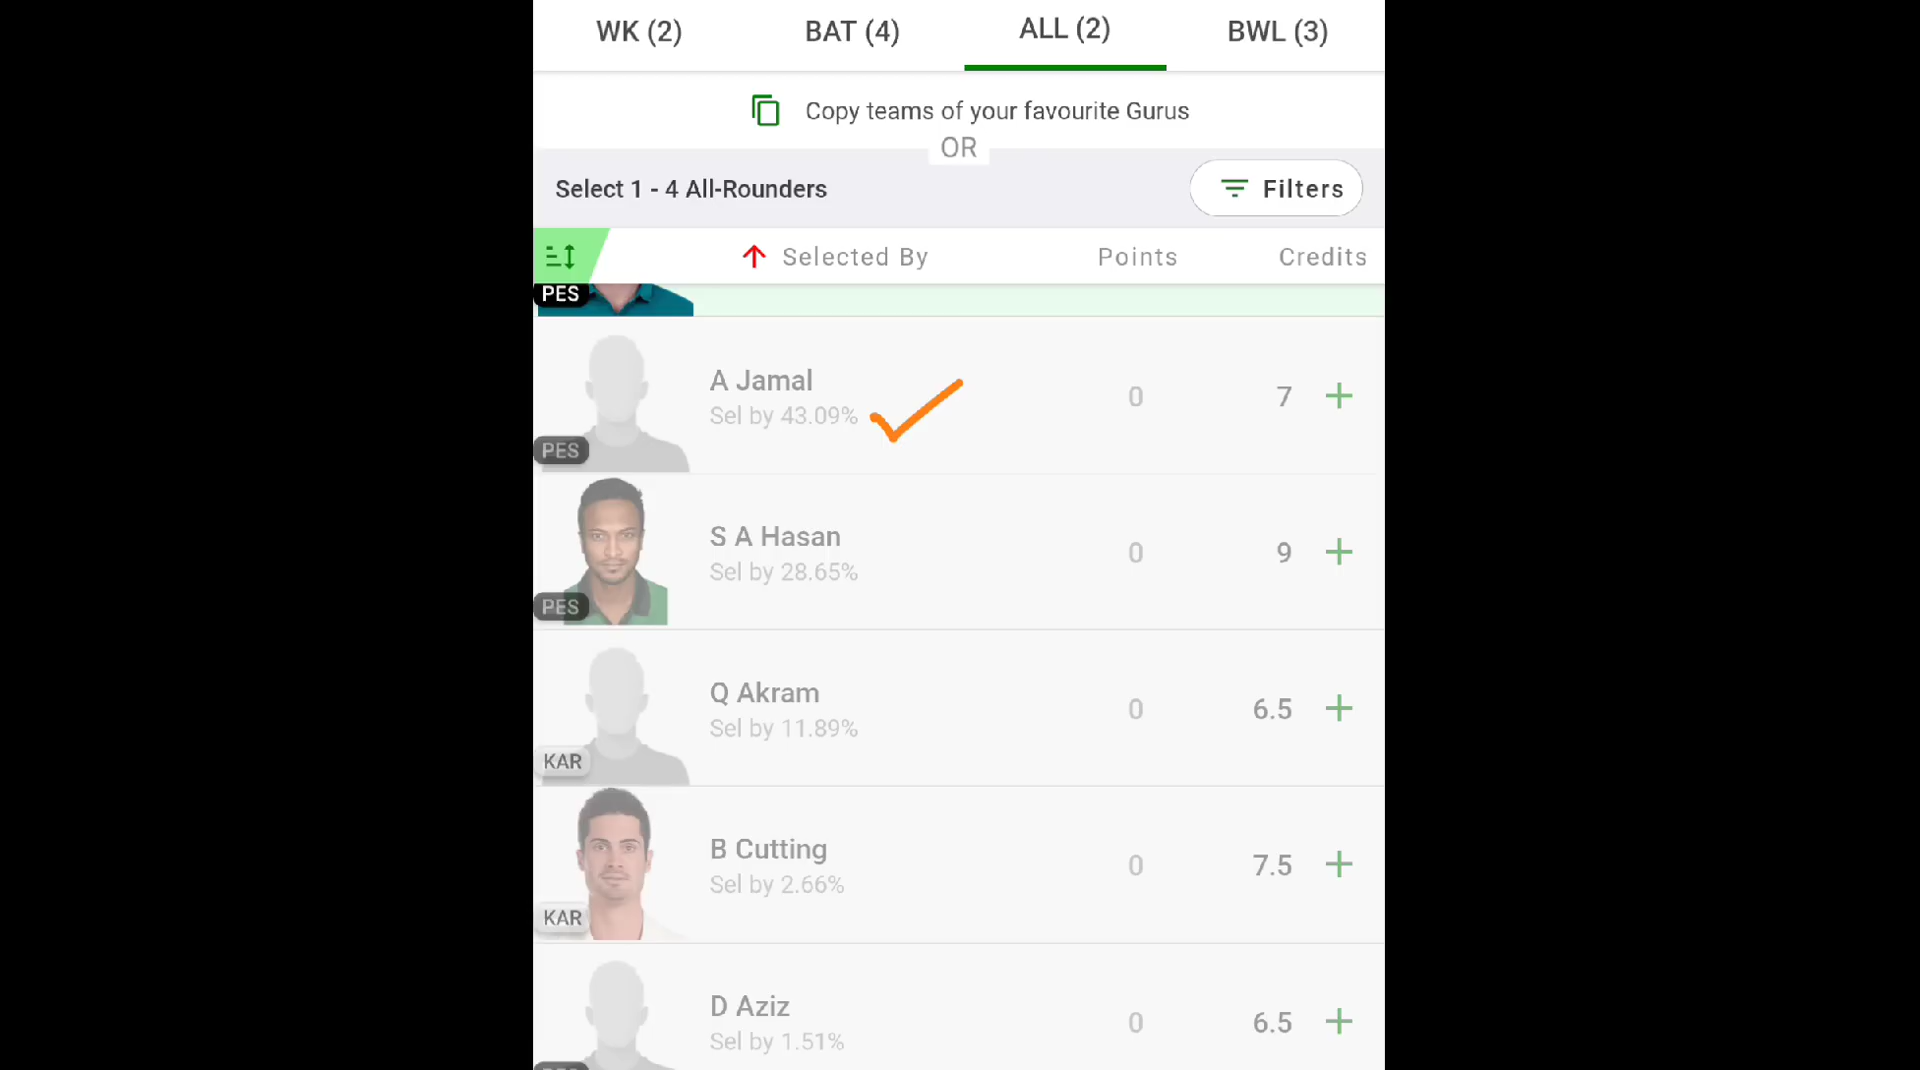 WK (2) BAT (4) ALL (2) BWL (3)
Copy teams of your favourite Gurus
OR
Select 1 - 4 All-Rounders Filters
Selected By Points Credits
PES
A Jamal
Sel by 43.09% 0 7
PES
S A Hasan
Sel by 28.65% 0 9
PES
Q Akram
Sel by 11.89% 0 6.5
KAR
B Cutting
Sel by 2.66% 0 7.5
KAR
D Aziz
Sel by 1.51% 0 6.5